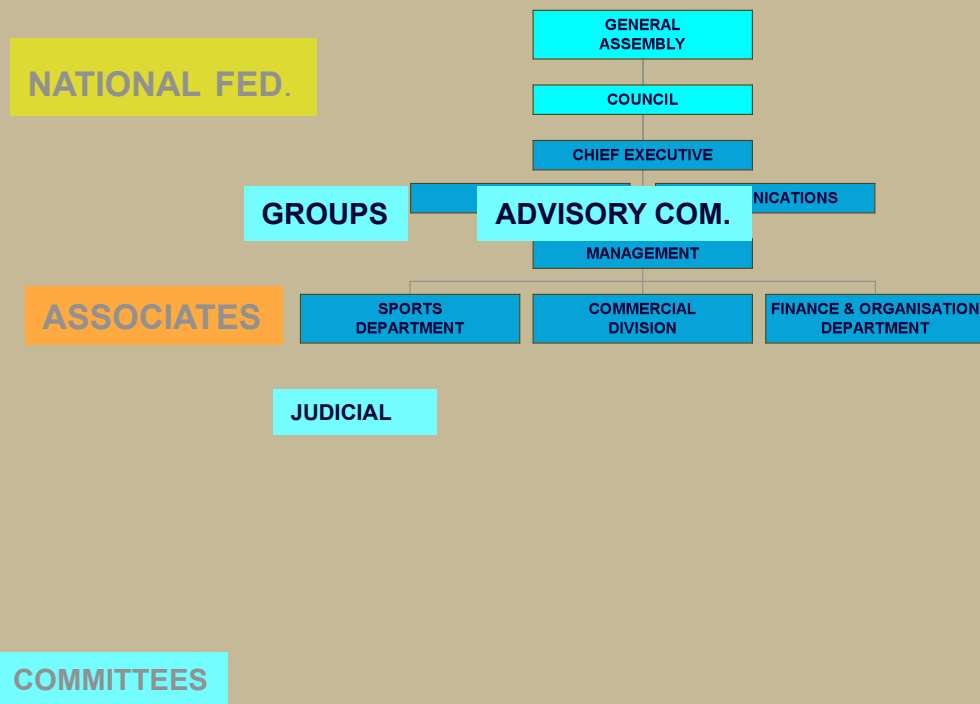 GENERAL
ASSEMBLY
NATIONAL FED.
COUNCIL
CHIEF EXECUTIVE
GROUPS
ADVISORY COM.
NICATIONS
MANAGEMENT
ASSOCIATES
SPORTS
DEPARTMENT
COMMERCIAL
DIVISION
FINANCE & ORGANISATION
DEPARTMENT
JUDICIAL
COMMITTEES